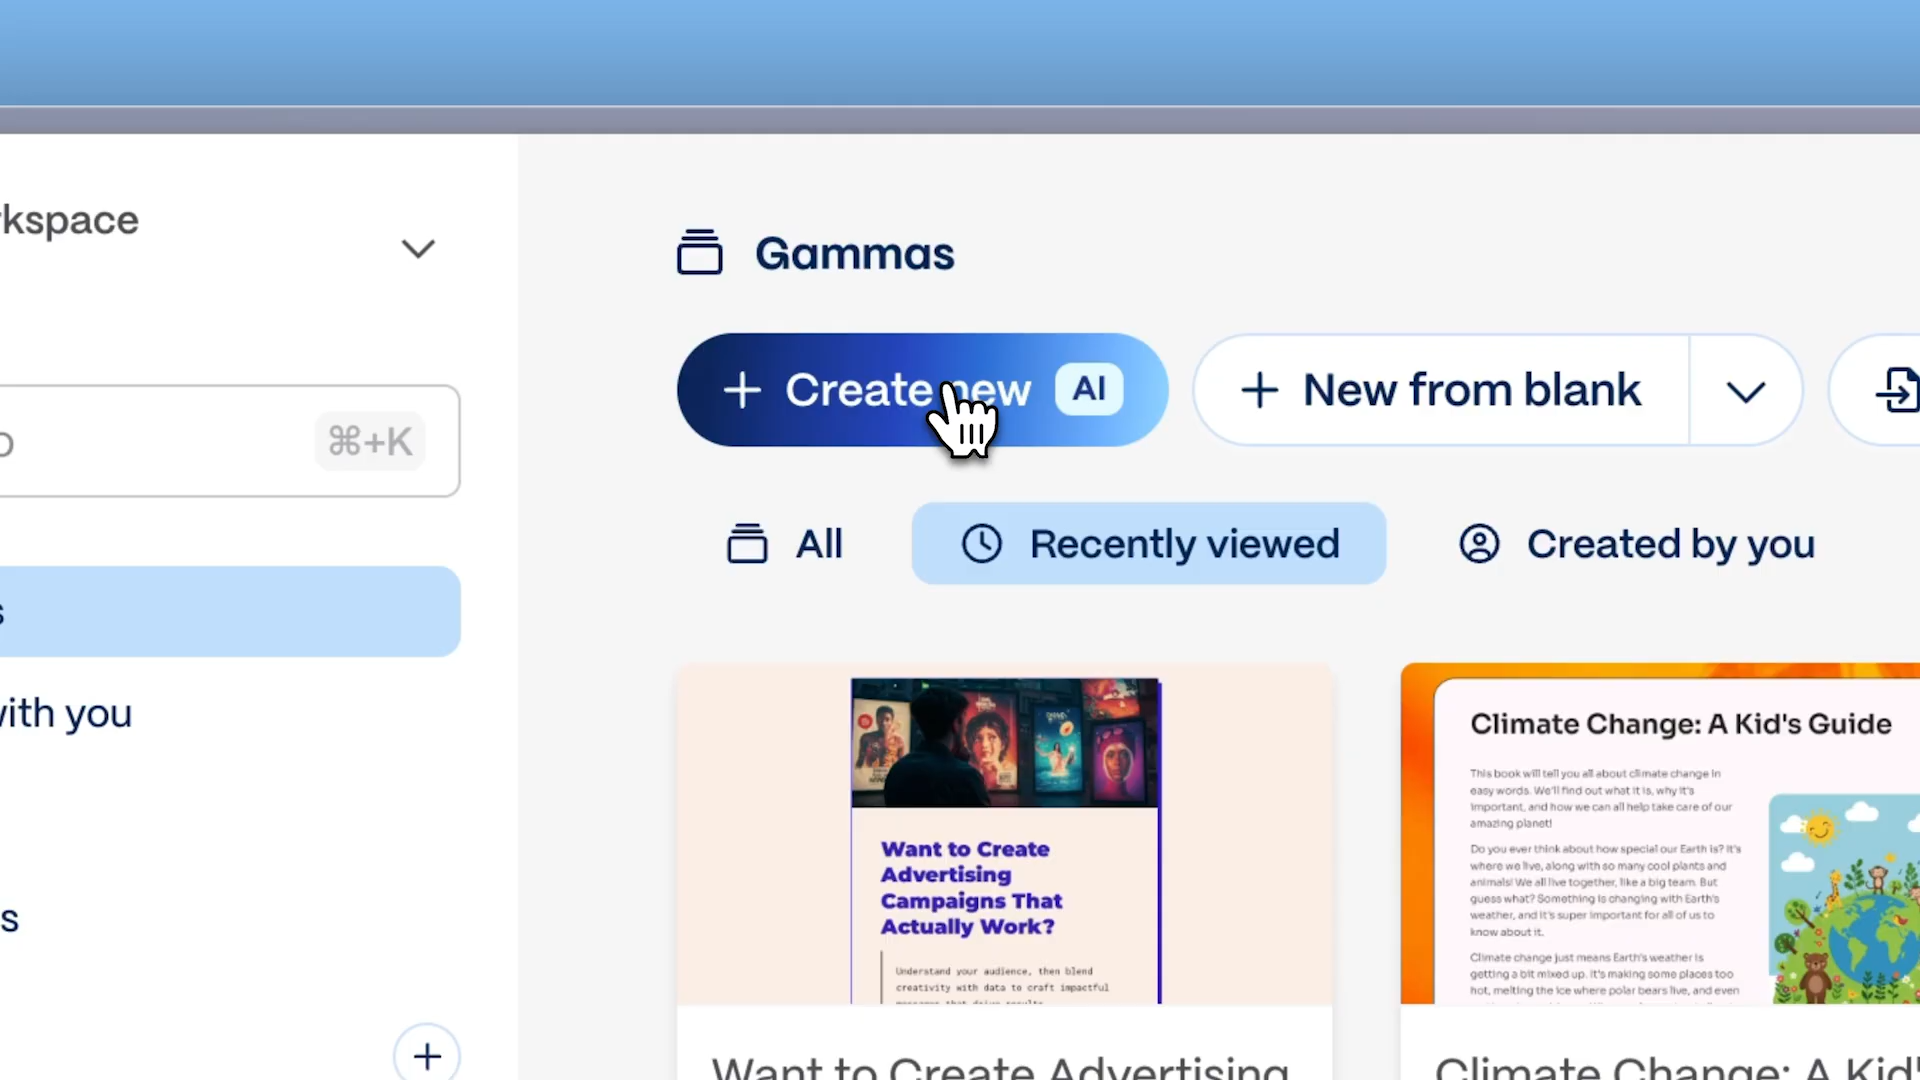 kspace
Gammas
+ Create new AI
+ New from blank
⌘+K
All
Recently viewed
Created by you
with you
s
Want to Create
Advertising
Campaigns That
Actually Work?
Understand your audience, then blend
creativity with data to craft impactful
Climate Change: A Kid's Guide
This book will tell you all about climate change in
easy words. We'll find out what it is, why it's
important, and how we can all help take care of our
amazing planet!
Do you ever think about how special our Earth is? It's
where we live, along with so many cool plants and
animals! We all live together, like a big team. But
guess what? Something is changing with Earth's
weather, and it's super important for all of us to
know about it.
Climate change just means Earth's weather is
getting a bit mixed up. It's making some places too
hot, melting the ice where polar bears live, and even
Want to Create Advertising
Climate Change: A Kid'